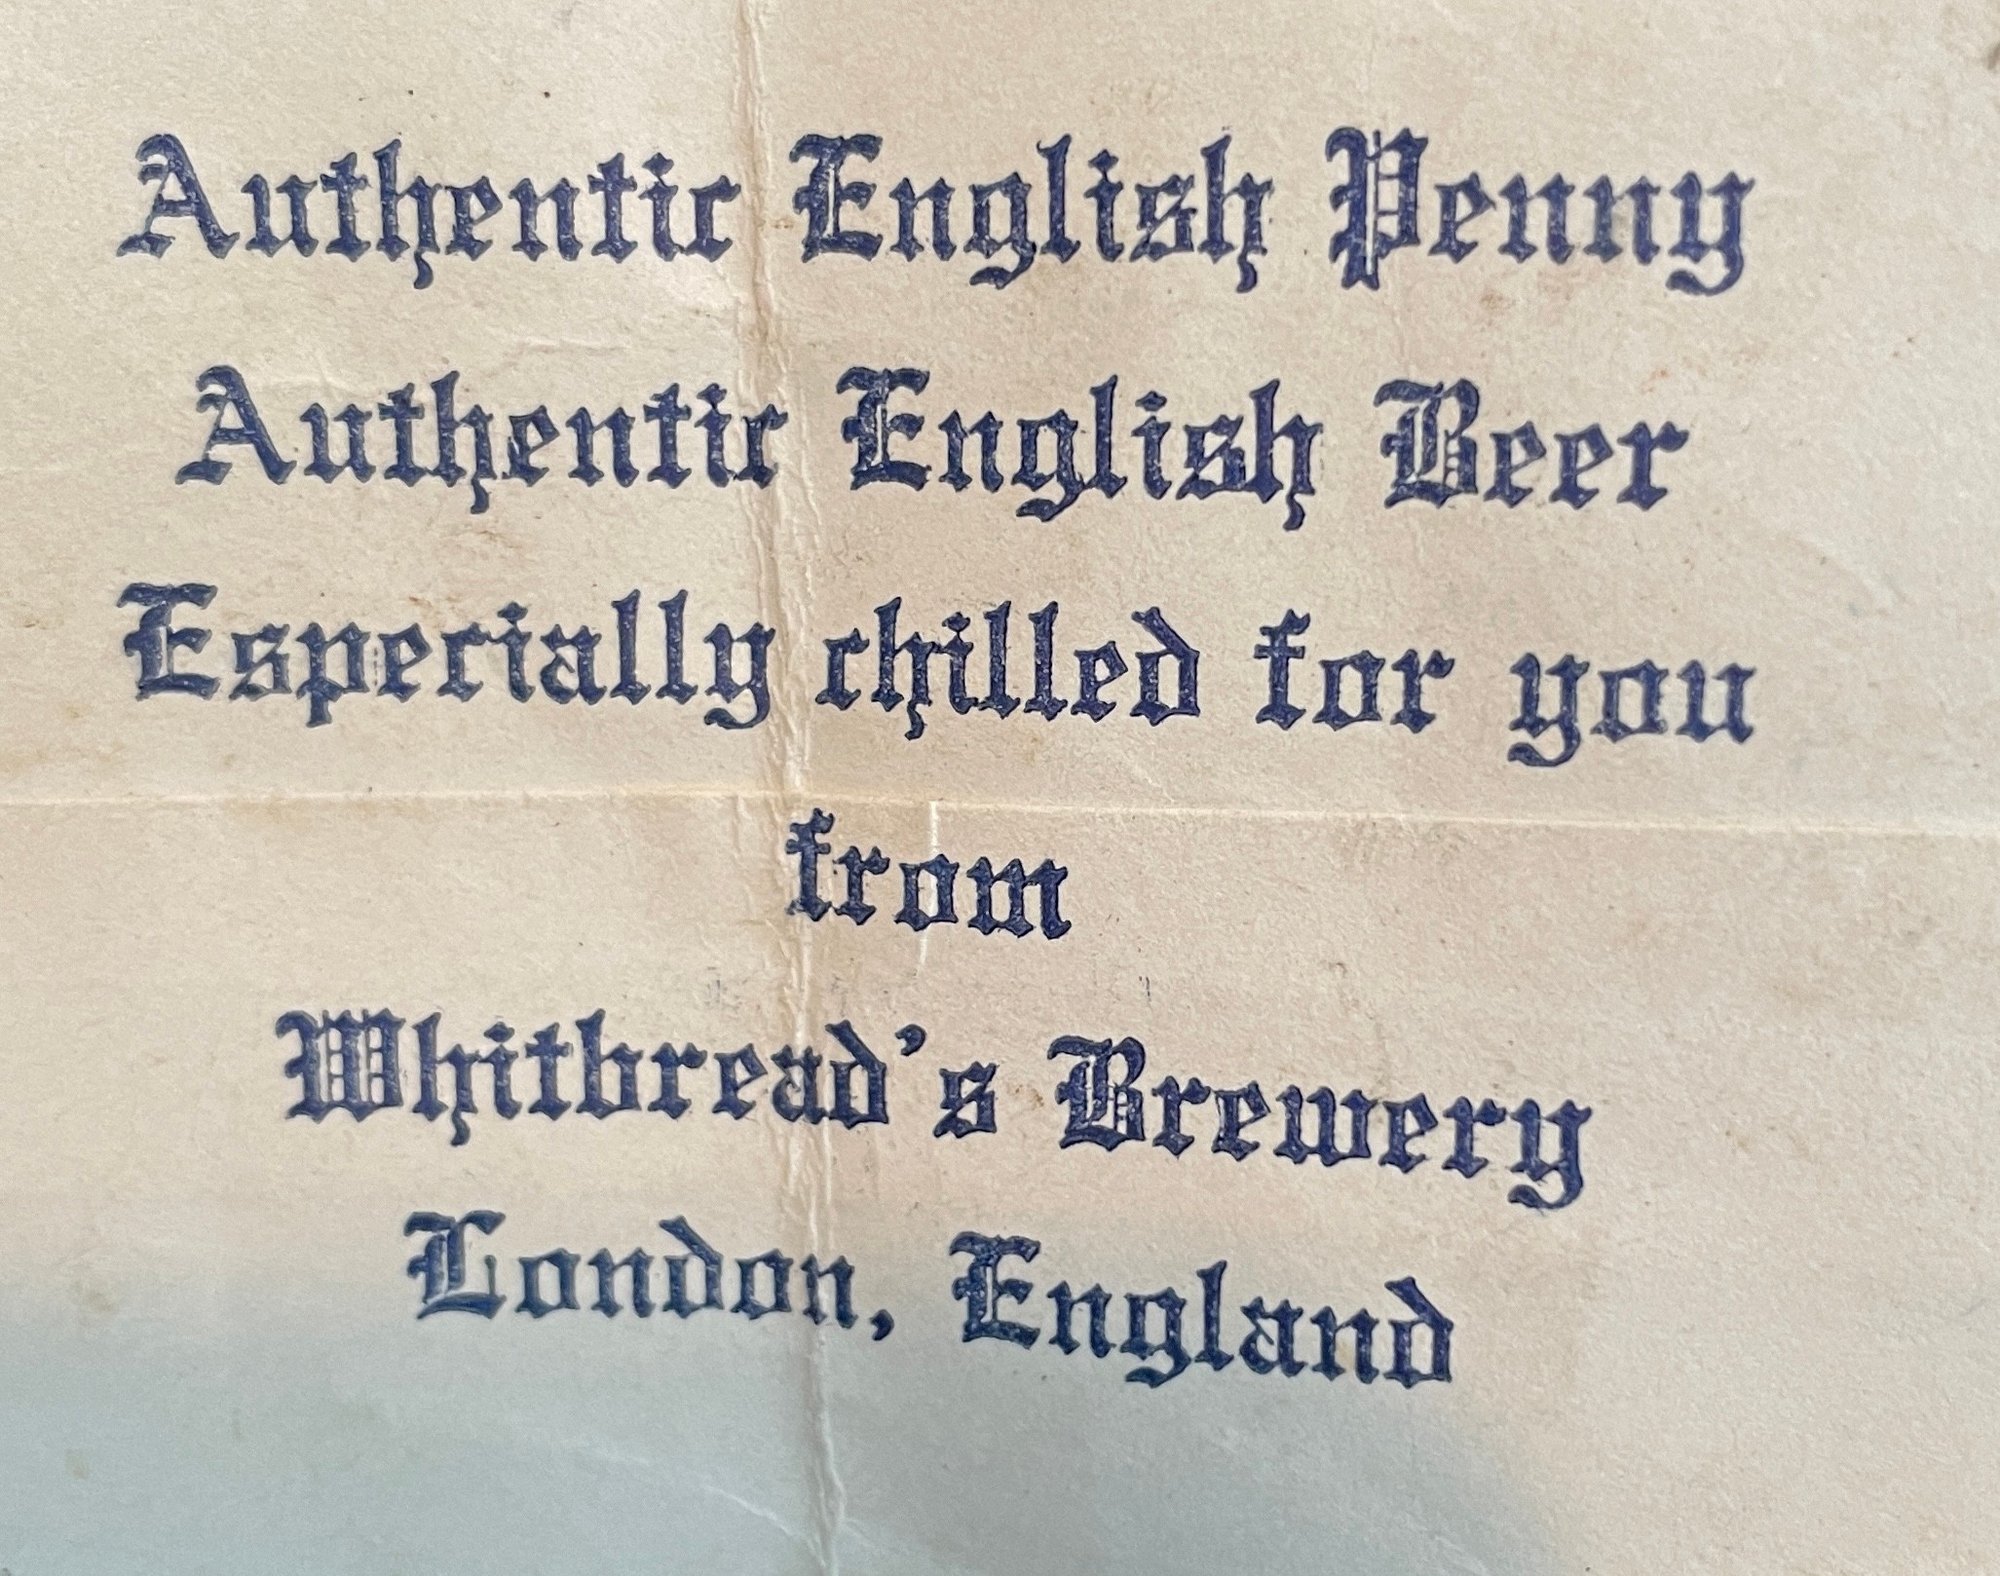 Authentic English Penny
Authentic English Beer
Especially chilled for you
from
Whitbread's Brewery
London, England